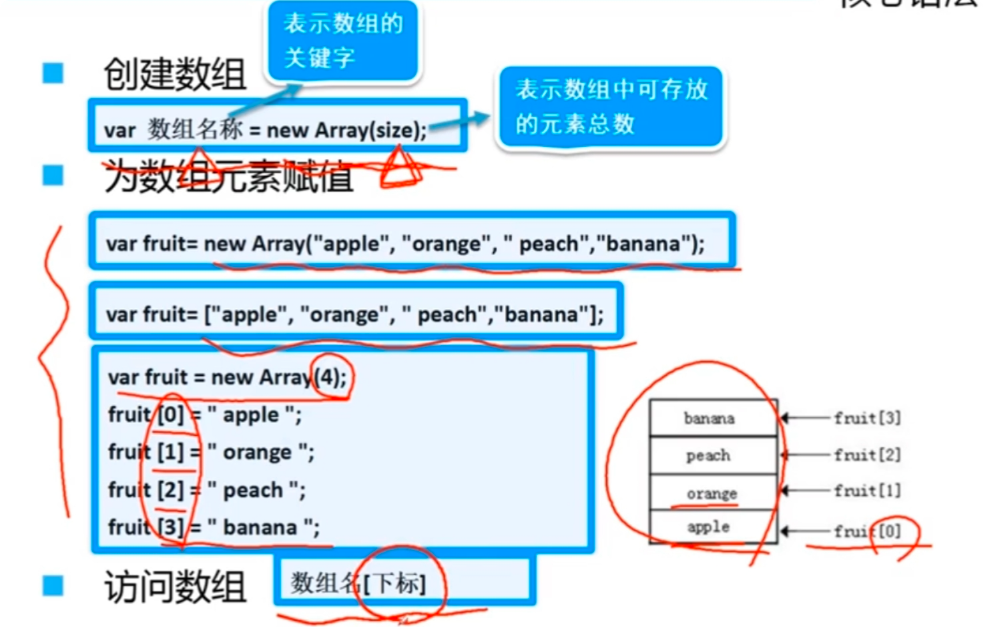 表示数组的
关键字
创建数组
表示数组中可存放
的元素总数
var 数组名称 = new Array(size);
为数组元素赋值
var fruit= new Array("apple", "orange", " peach","banana");
var fruit= ["apple", "orange", " peach","banana"];
var fruit = new Array(4);
fruit [0] = " apple ";
fruit [1] = " orange ";
fruit [2] = " peach ";
fruit [3] = " banana ";
banana fruit[3]
peach fruit[2]
orange fruit[1]
apple fruit[0]
访问数组
数组名[下标]